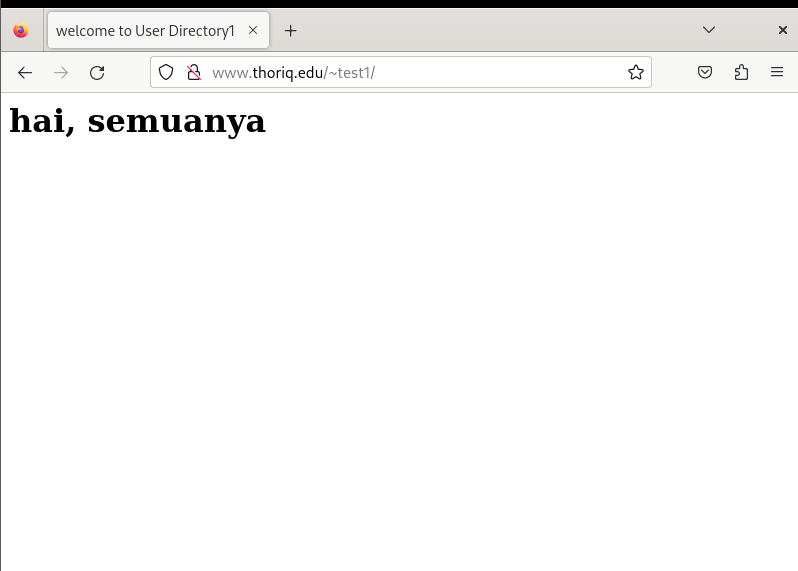 welcome to User Directory1
www.thoriq.edu/~test1/
hai, semuanya